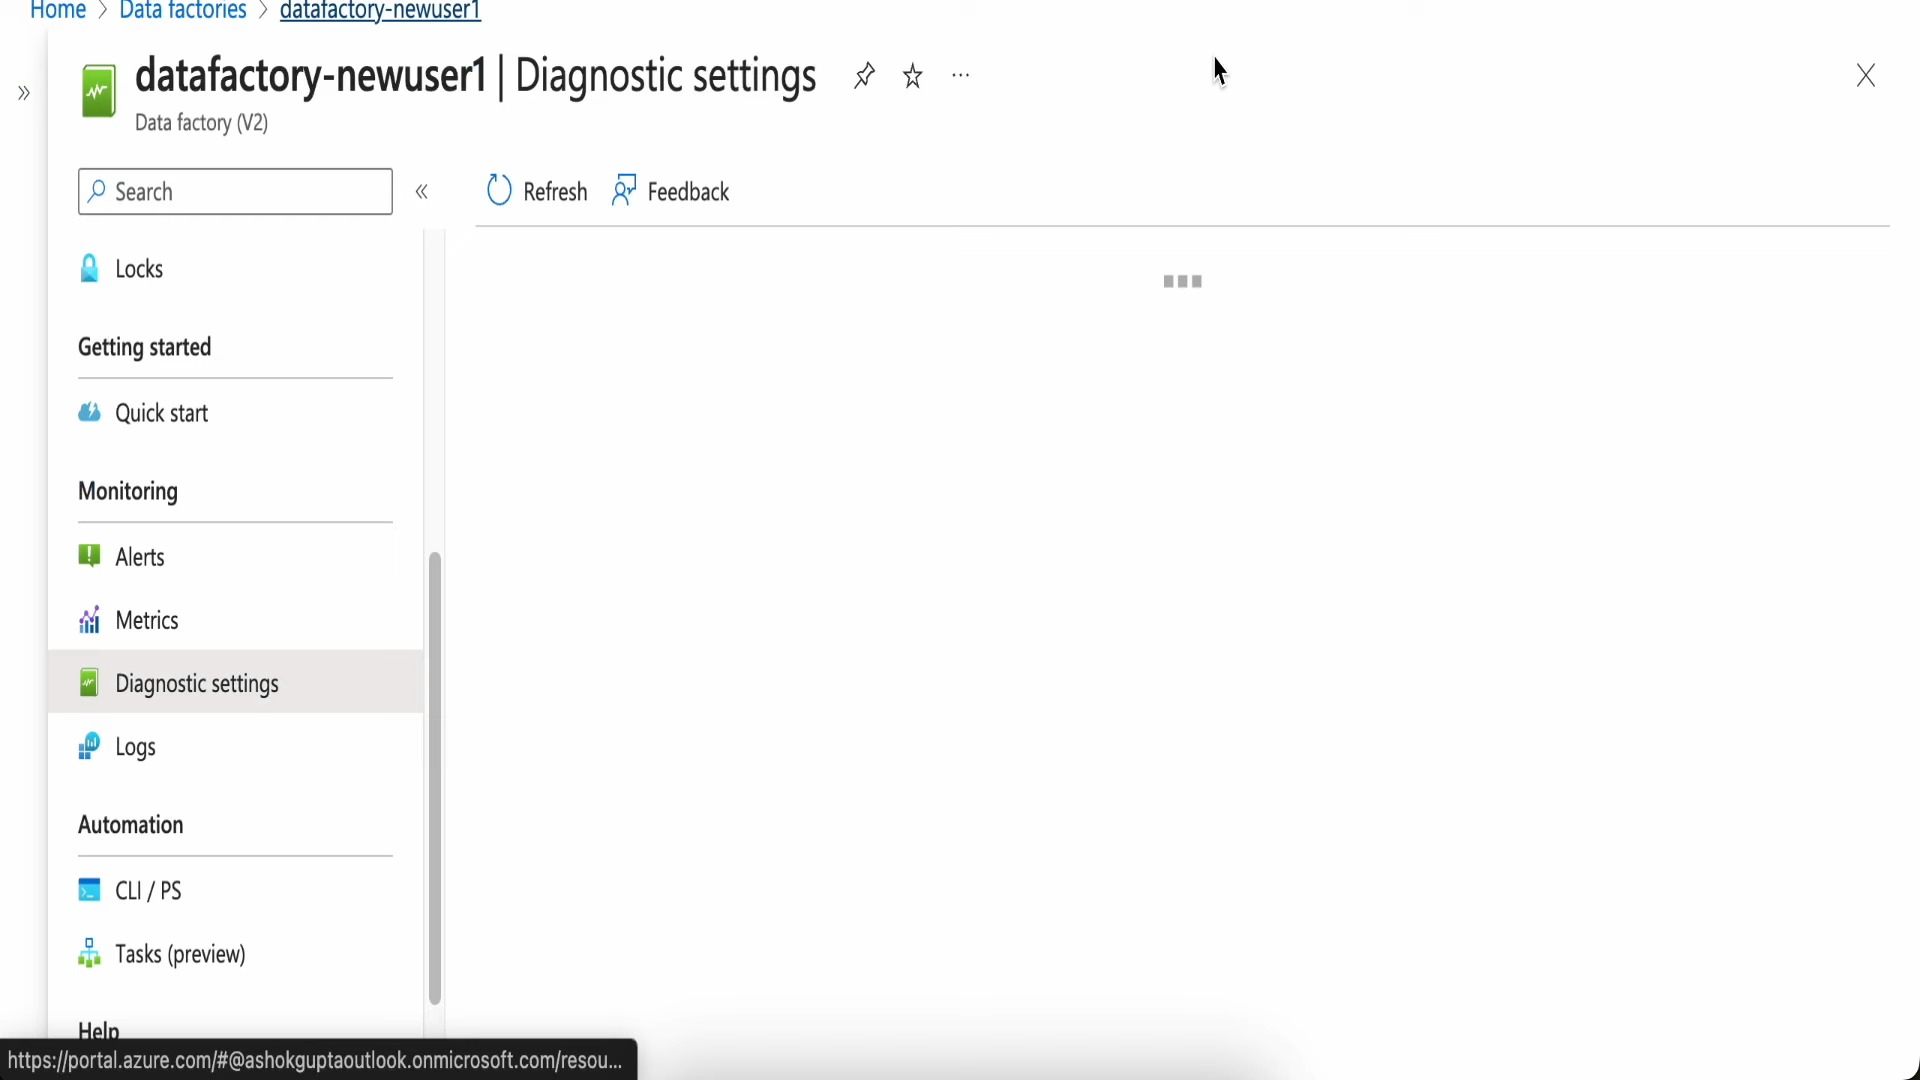 Home > Data factories > datafactory-newuser1
datafactory-newuser1 | Diagnostic settings
Data factory (V2)
Search
Refresh
Feedback
Locks
Getting started
Quick start
Monitoring
Alerts
Metrics
Diagnostic settings
Logs
Automation
CLI / PS
Tasks (preview)
Help
https://portal.azure.com/#@ashokguptaoutlook.onmicrosoft.com/resou...